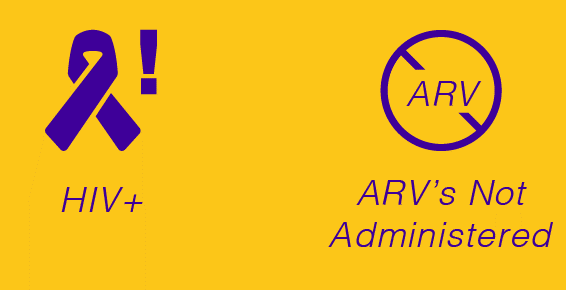 !
ARV
HIV+
ARV's Not
Administered